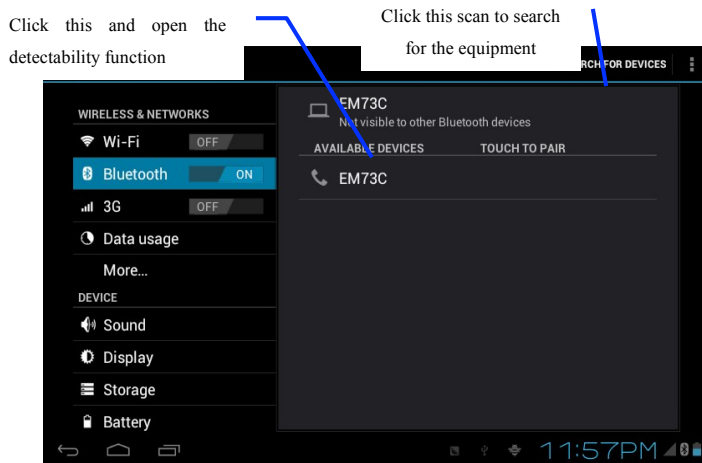 Click this and open the
detectability function
Click this scan to search
for the equipment
RCH FOR DEVICES
WIRELESS & NETWORKS
Wi-Fi OFF
Bluetooth ON
3G OFF
Data usage
More...
DEVICE
Sound
Display
Storage
Battery
EM73C
Not visible to other Bluetooth devices
AVAILABLE DEVICES TOUCH TO PAIR
EM73C
11:57PM